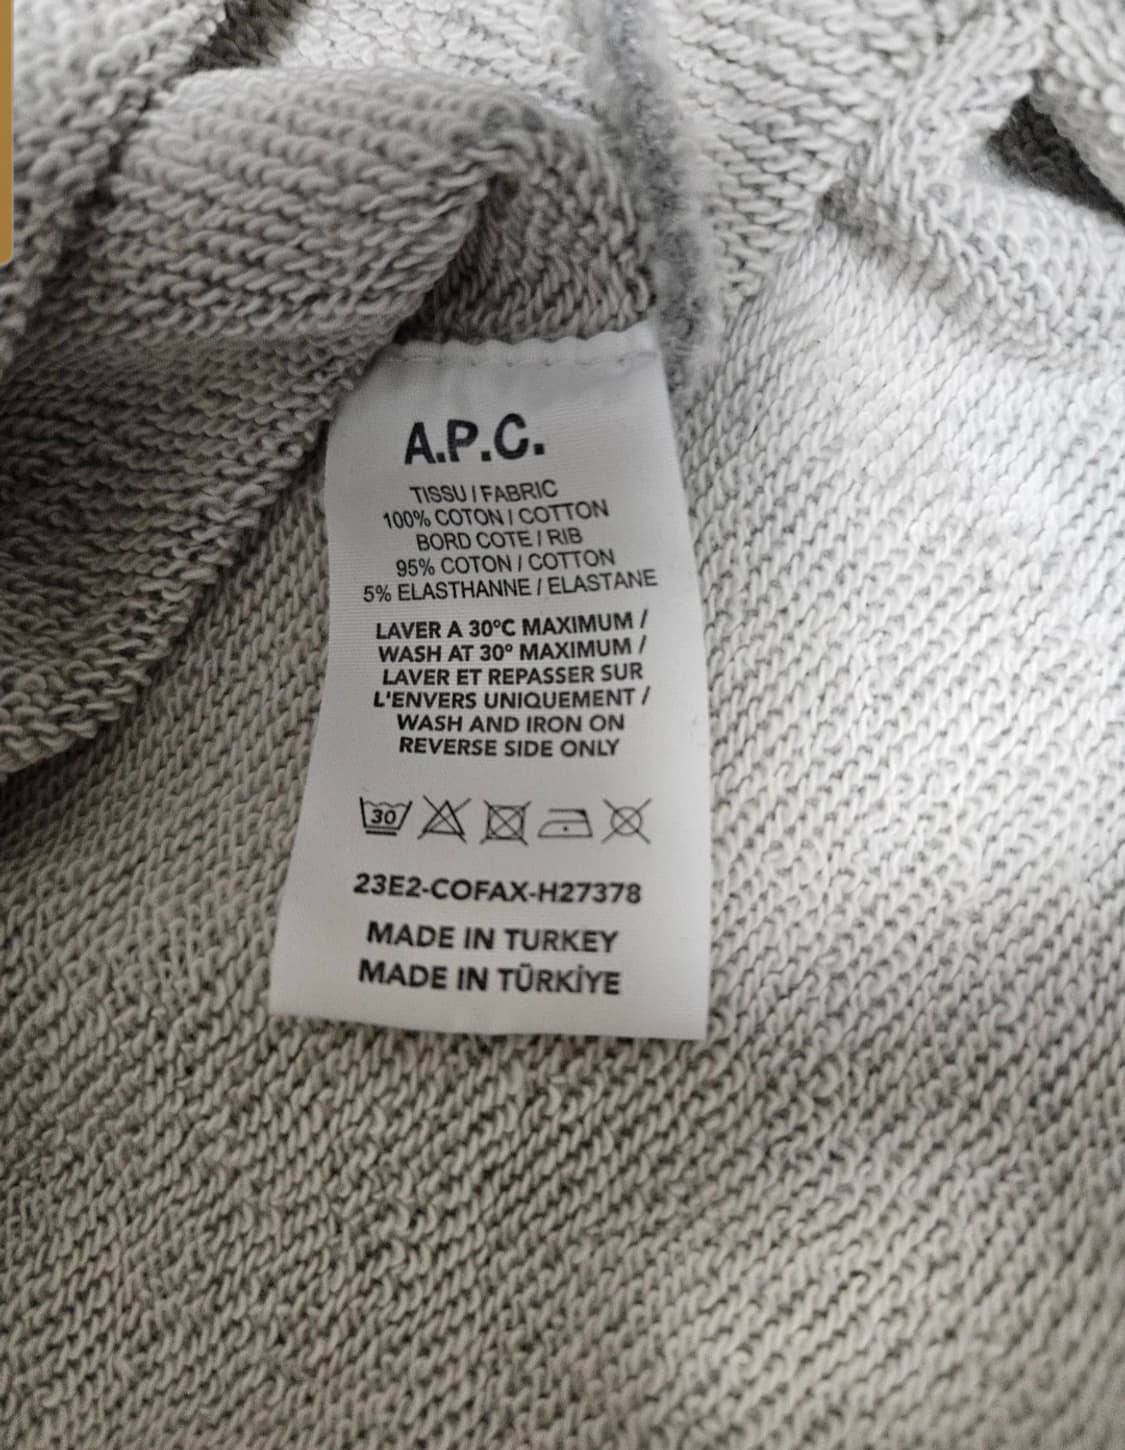 A.P.C.
TISSU / FABRIC
100% COTON / COTTON
BORD COTE / RIB
95% COTON / COTTON
5% ELASTHANNE / ELASTANE
LAVER A 30°C MAXIMUM /
WASH AT 30° MAXIMUM /
LAVER ET REPASSER SUR
L'ENVERS UNIQUEMENT /
WASH AND IRON ON
REVERSE SIDE ONLY
30
23E2-COFAX-H27378
MADE IN TURKEY
MADE IN TÜRKİYE